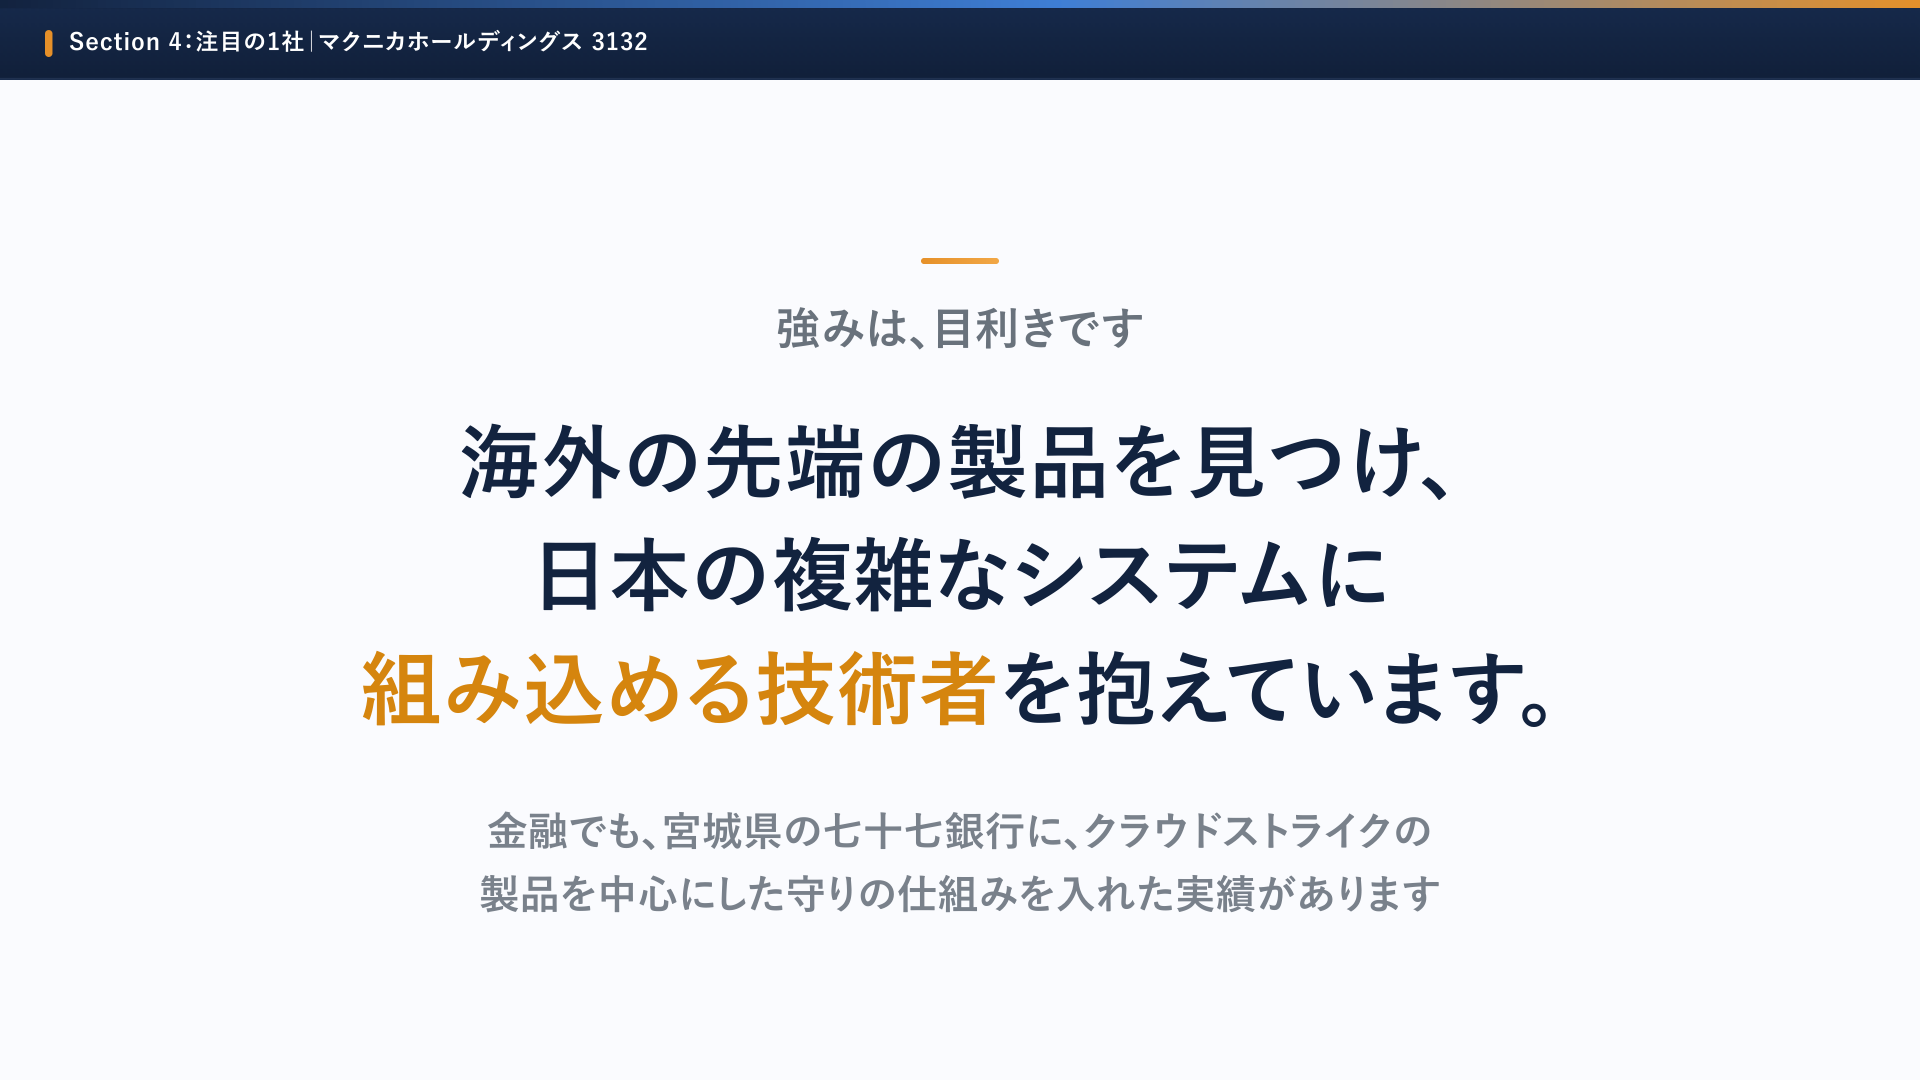 Section 4：注目の1社｜マクニカホールディングス 3132
強みは、目利きです
海外の先端の製品を見つけ、
日本の複雑なシステムに
組み込める技術者を抱えています。
金融でも、宮城県の七十七銀行に、クラウドストライクの
製品を中心にした守りの仕組みを入れた実績があります